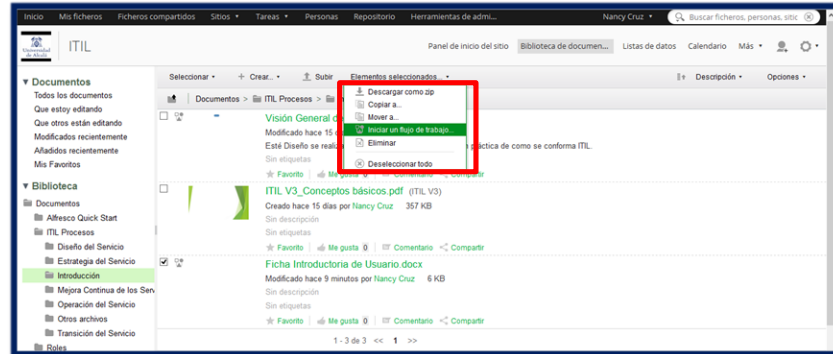 Inicio Mis ficheros Ficheros compartidos Sitios Tareas Personas Repositorio Herramientas de admi... Nancy Cruz Buscar ficheros, personas, sitic
Universidad de Alcalá
ITIL Panel de inicio del sitio Biblioteca de documen... Listas de datos Calendario Más
Documentos
Todos los documentos
Que estoy editando
Que otros están editando
Modificados recientemente
Añadidos recientemente
Mis Favoritos
Biblioteca
Documentos
Alfresco Quick Start
ITIL Procesos
Diseño del Servicio
Estrategia del Servicio
Introducción
Mejora Continua de los Serv
Operación del Servicio
Otros archivos
Transición del Servicio
Roles
Seleccionar + Crear... Subir Elementos seleccionados... Descripción Opciones
Documentos > ITIL Procesos >
Descargar como zip
Copiar a...
Mover a...
Iniciar un flujo de trabajo...
Eliminar
Deseleccionar todo
Visión General d
Modificado hace 15 d
Esté Diseño se realiz práctica de como se conforma ITIL.
Sin etiquetas
Favorito Me gusta 0 Comentario Compartir
ITIL V3_Conceptos básicos.pdf (ITIL V3)
Creado hace 15 días por Nancy Cruz 357 KB
Sin descripción
Sin etiquetas
Favorito Me gusta 0 Comentario Compartir
Ficha Introductoria de Usuario.docx
Modificado hace 9 minutos por Nancy Cruz 6 KB
Sin descripción
Sin etiquetas
Favorito Me gusta 0 Comentario Compartir
1 - 3 de 3 << 1 >>